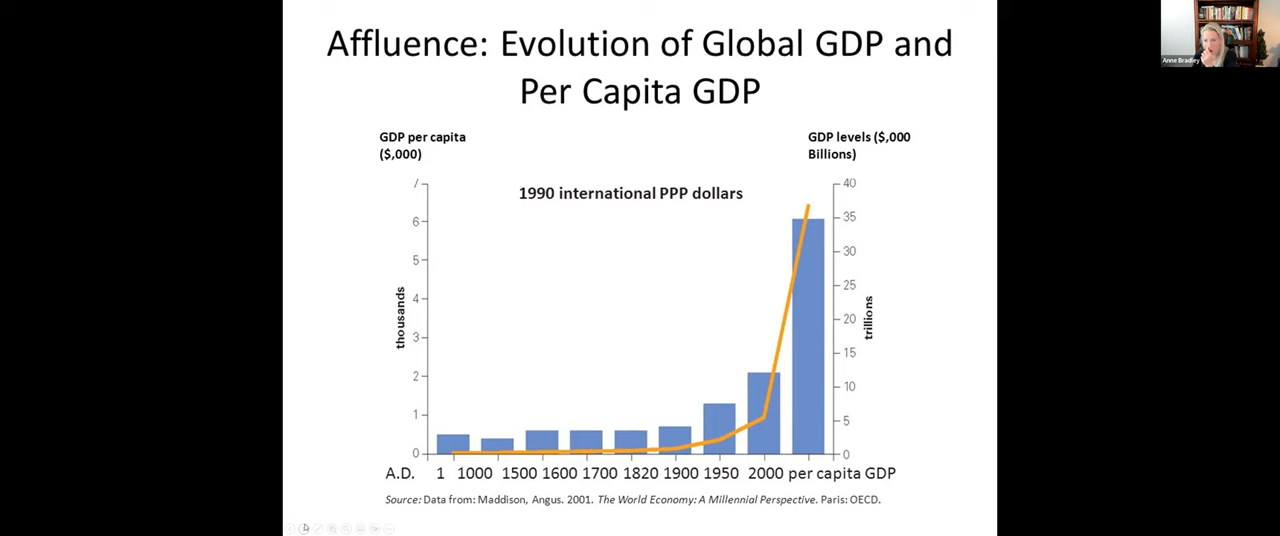 Affluence: Evolution of Global GDP and
Per Capita GDP
Anne Bradley
GDP per capita
($,000)
GDP levels ($,000
Billions)
1990 international PPP dollars
7
6
5
4
3
2
1
0
thousands
40
35
30
25
20
15
10
5
0
trillions
A.D. 1 1000 1500 1600 1700 1820 1900 1950 2000 per capita GDP
Source: Data from: Maddison, Angus. 2001. The World Economy: A Millennial Perspective. Paris: OECD.